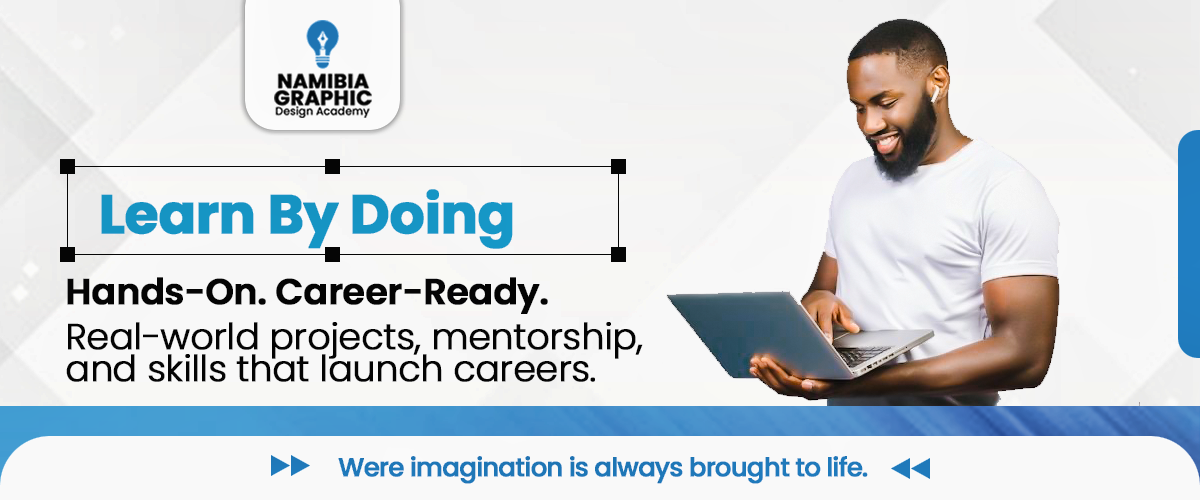 NAMIBIA
GRAPHIC
Design Academy
Learn By Doing
Hands-On. Career-Ready.
Real-world projects, mentorship,
and skills that launch careers.
Were imagination is always brought to life.